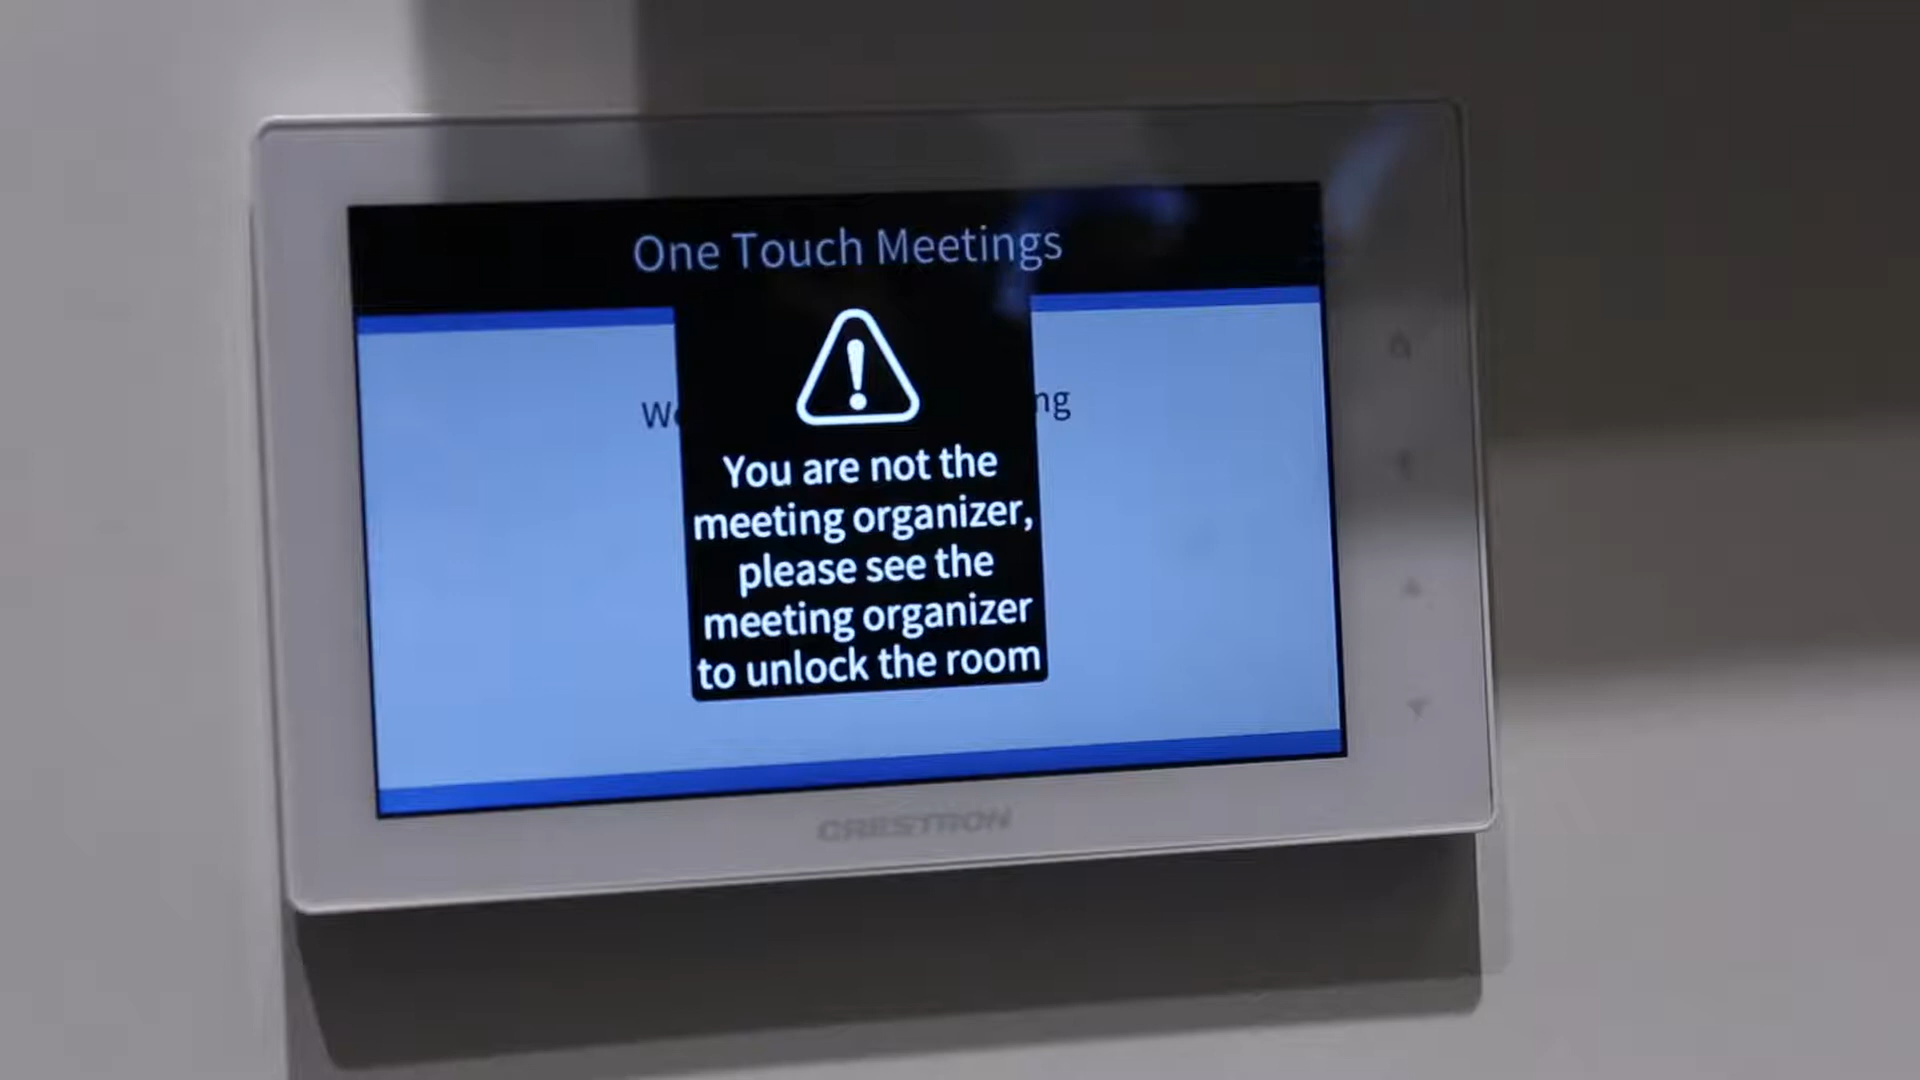 One Touch Meetings
You are not the
meeting organizer,
please see the
meeting organizer
to unlock the room
CRESTRON